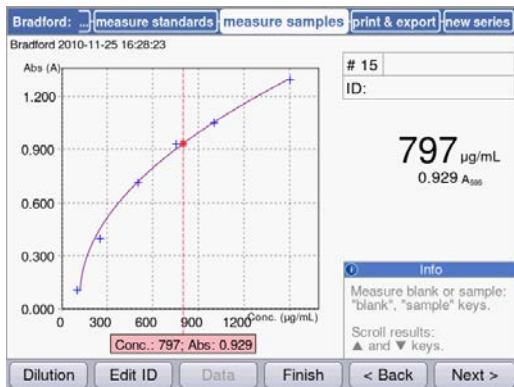 Bradford: ... measure standards measure samples print & export new series
Bradford 2010-11-25 16:28:23
Abs (A)
1.200
0.900
0.600
0.300
0.000
0 300 600 900 1200 Conc. (µg/mL)
Conc.: 797; Abs: 0.929
# 15
ID:
797 µg/mL
0.929 A595
Info
Measure blank or sample:
"blank", "sample" keys.
Scroll results:
▲ and ▼ keys.
Dilution Edit ID Data Finish < Back Next >